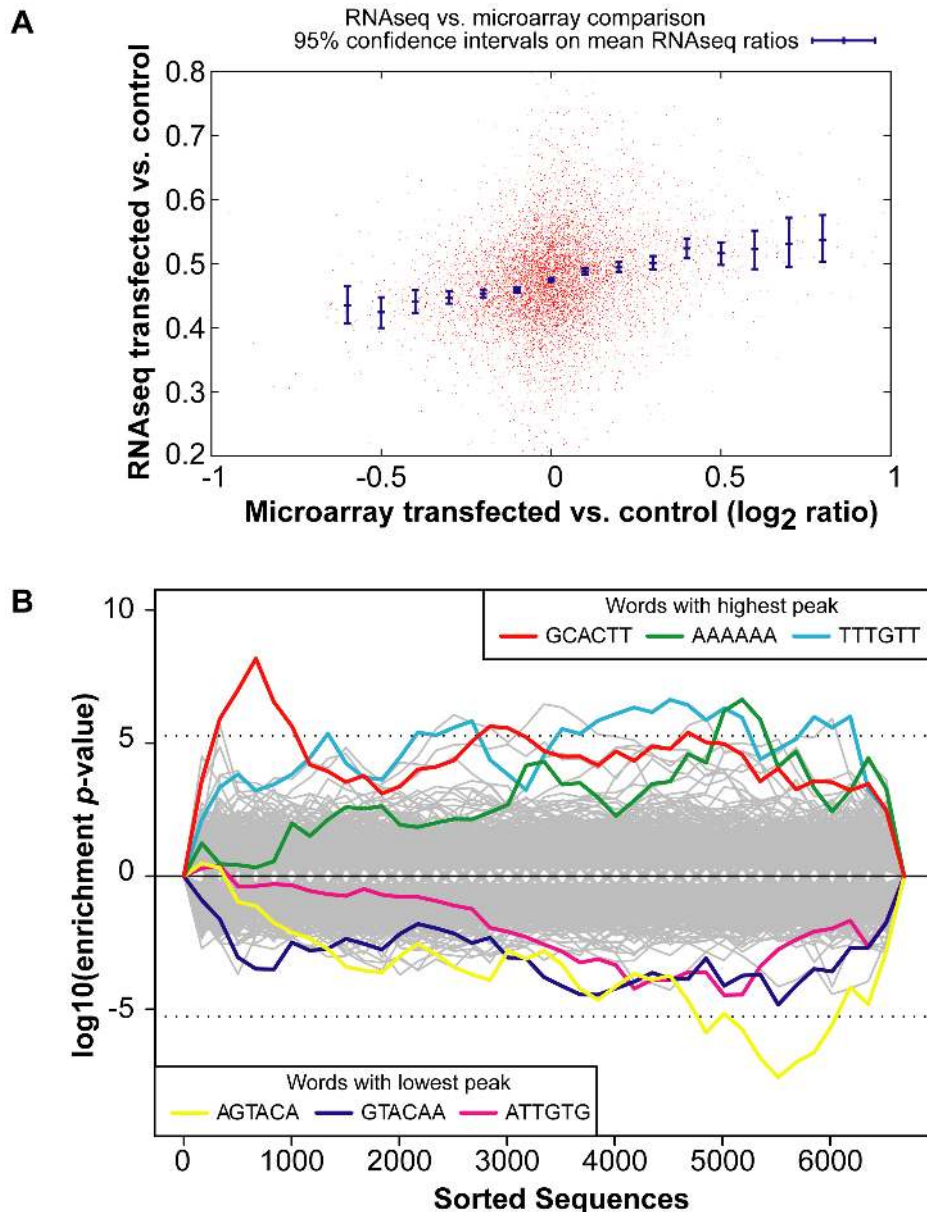 A
RNAseq vs. microarray comparison
95% confidence intervals on mean RNAseq ratios
RNAseq transfected vs. control
0.8
0.7
0.6
0.5
0.4
0.3
0.2
-1
-0.5
0
0.5
1
Microarray transfected vs. control (log2 ratio)
B
log10(enrichment p-value)
10
5
0
-5
Words with highest peak
GCACTT AAAAAA TTTGTT
Words with lowest peak
AGTACA GTACAA ATTGTG
0 1000 2000 3000 4000 5000 6000
Sorted Sequences